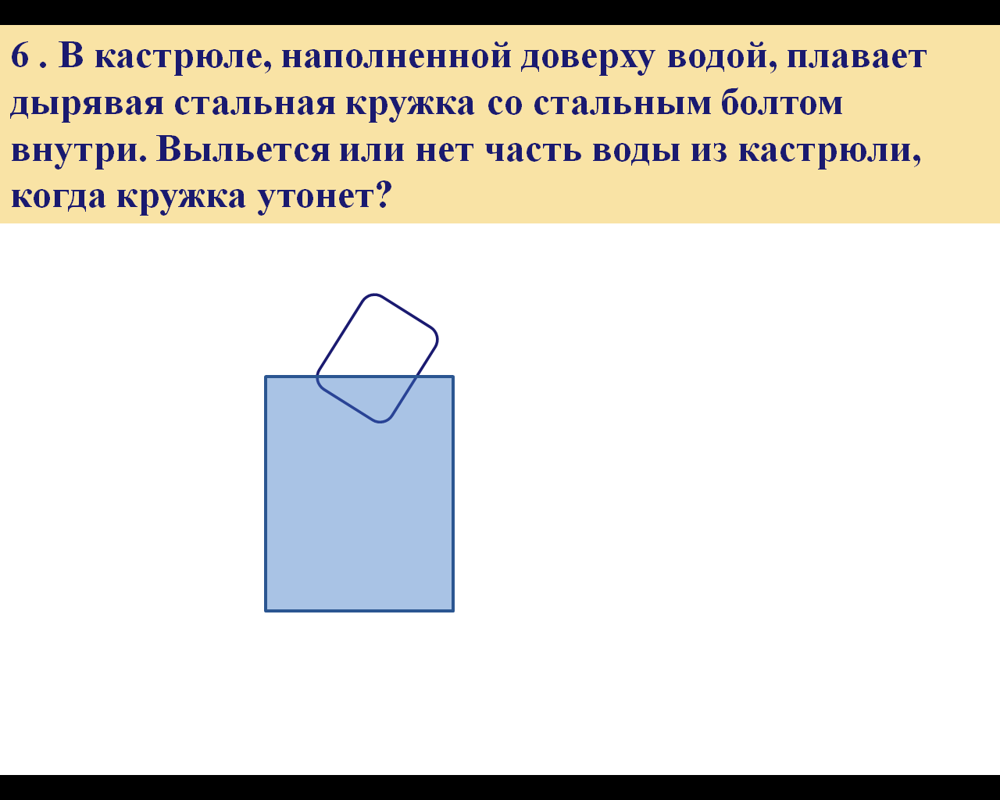 6 . В кастрюле, наполненной доверху водой, плавает
дырявая стальная кружка со стальным болтом
внутри. Выльется или нет часть воды из кастрюли,
когда кружка утонет?